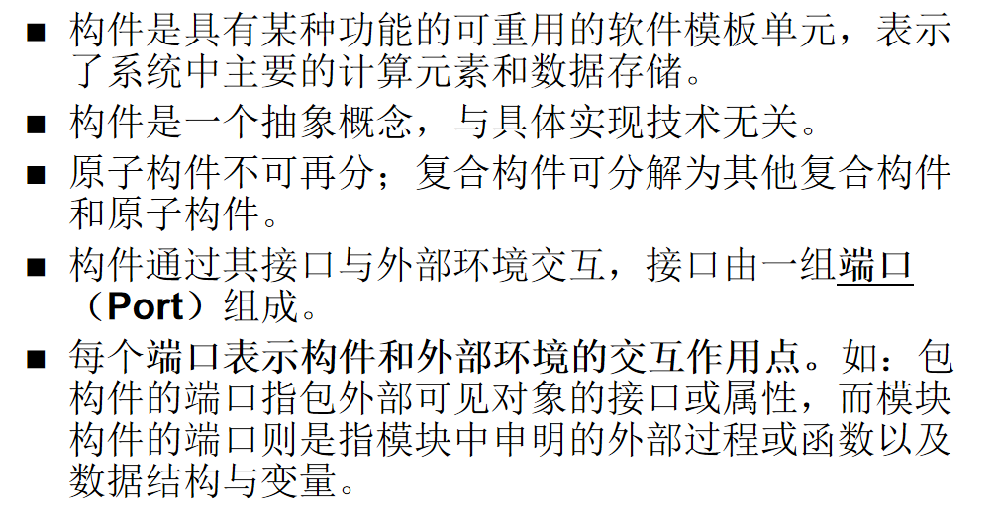 ■ 构件是具有某种功能的可重用的软件模板单元，表示
了系统中主要的计算元素和数据存储。
■ 构件是一个抽象概念，与具体实现技术无关。
■ 原子构件不可再分；复合构件可分解为其他复合构件
和原子构件。
■ 构件通过其接口与外部环境交互，接口由一组端口
（Port）组成。
■ 每个端口表示构件和外部环境的交互作用点。如：包
构件的端口指包外部可见对象的接口或属性，而模块
构件的端口则是指模块中申明的外部过程或函数以及
数据结构与变量。